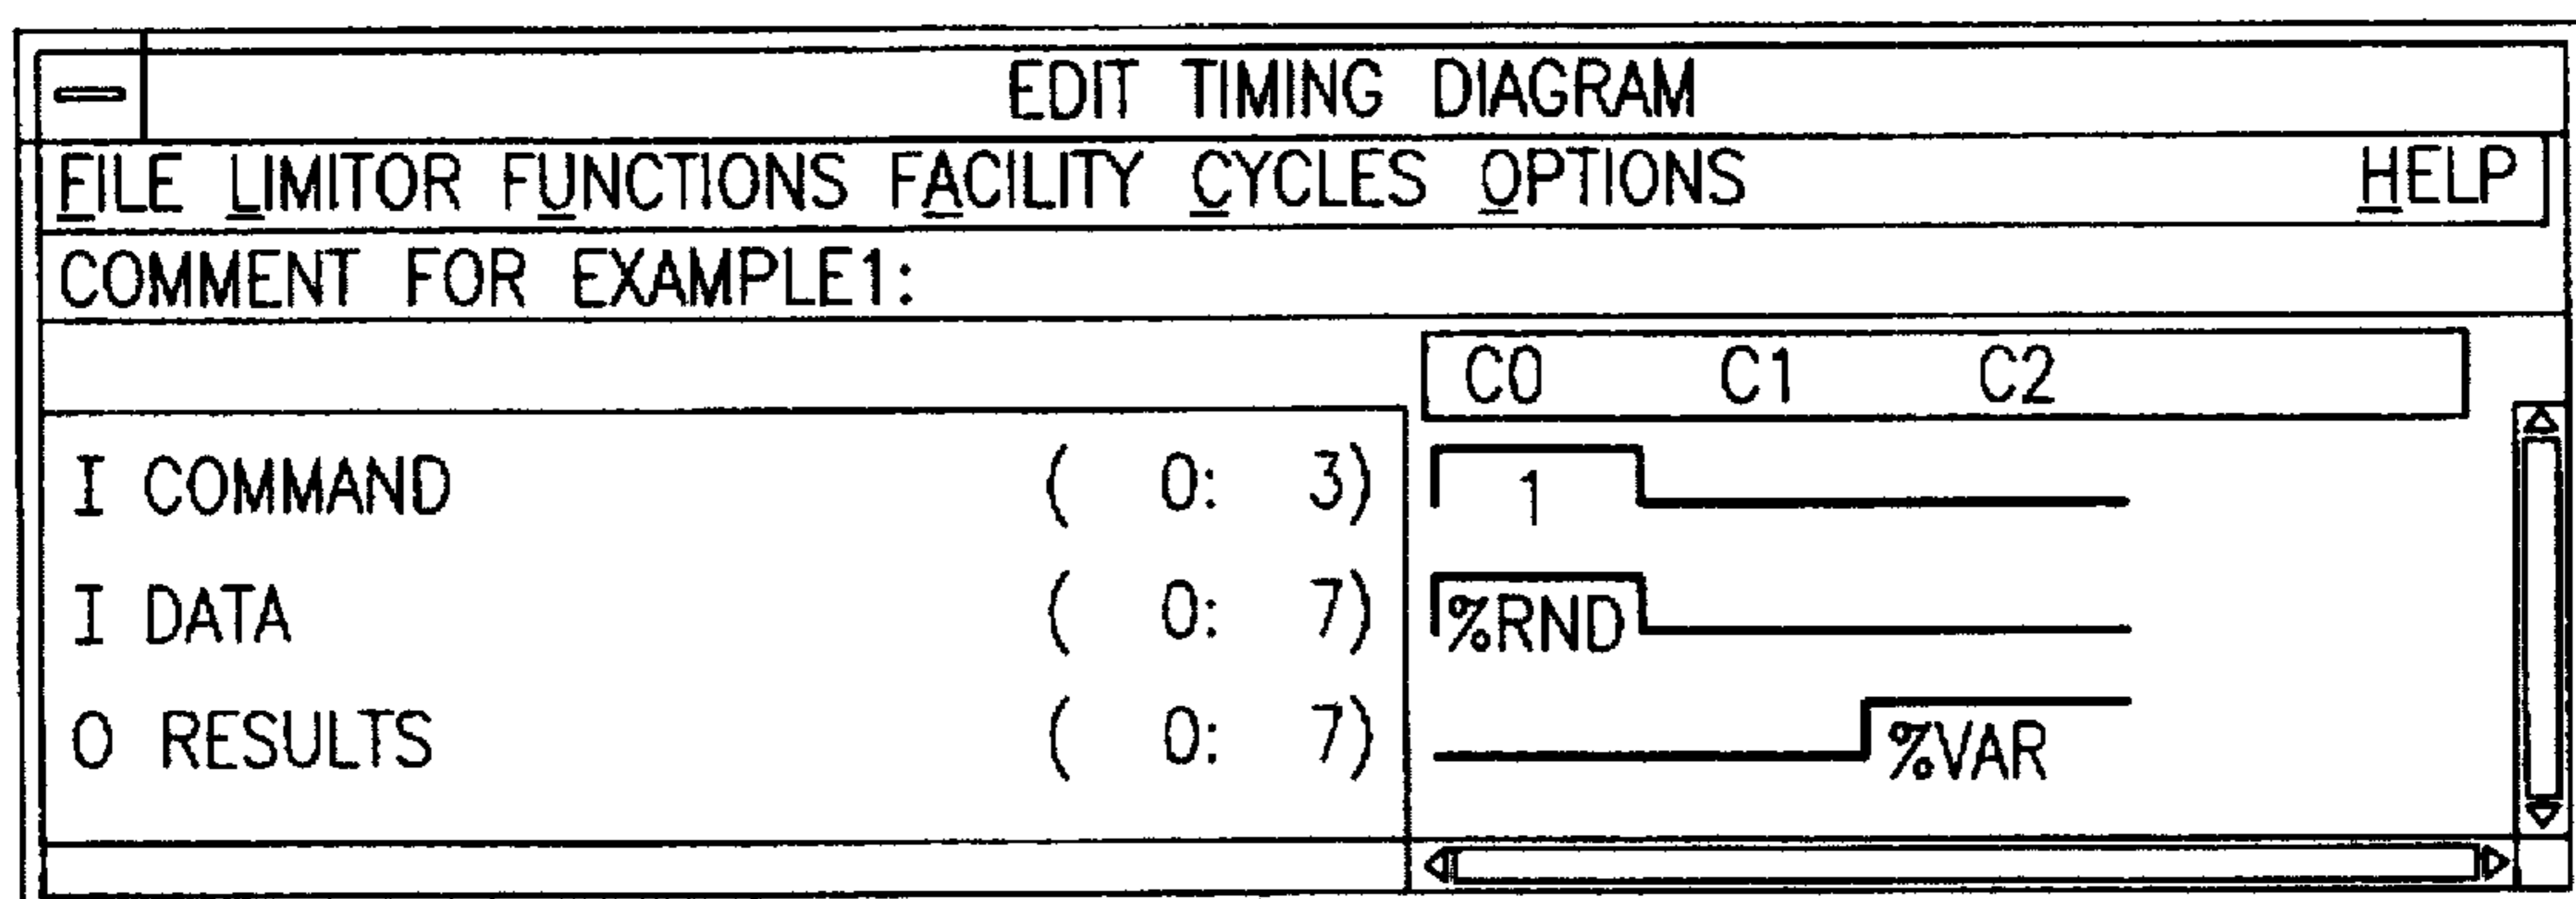 EDIT TIMING DIAGRAM
FILE LIMITOR FUNCTIONS FACILITY CYCLES OPTIONS HELP
COMMENT FOR EXAMPLE1:
C0 C1 C2
I COMMAND ( 0: 3) 1
I DATA ( 0: 7) %RND
O RESULTS ( 0: 7) %VAR